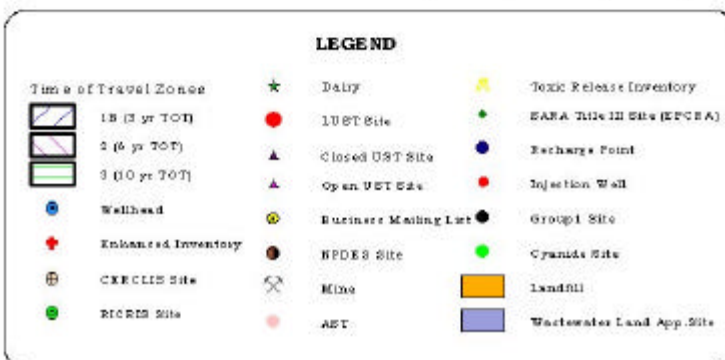 LEGEND
Time of Travel Zones
1B (3 yr TOT)
2 (6 yr TOT)
3 (10 yr TOT)
Wellhead
Enhanced Inventory
CERCLIS Site
RICRIS Site
Dairy
LUST Site
Closed UST Site
Open UST Site
Business Mailing List
NPDES Site
Mine
AST
Toxic Release Inventory
SARA Title III Site (EPCRA)
Recharge Point
Injection Well
Group1 Site
Cyanide Site
Landfill
Wastewater Land App.Site